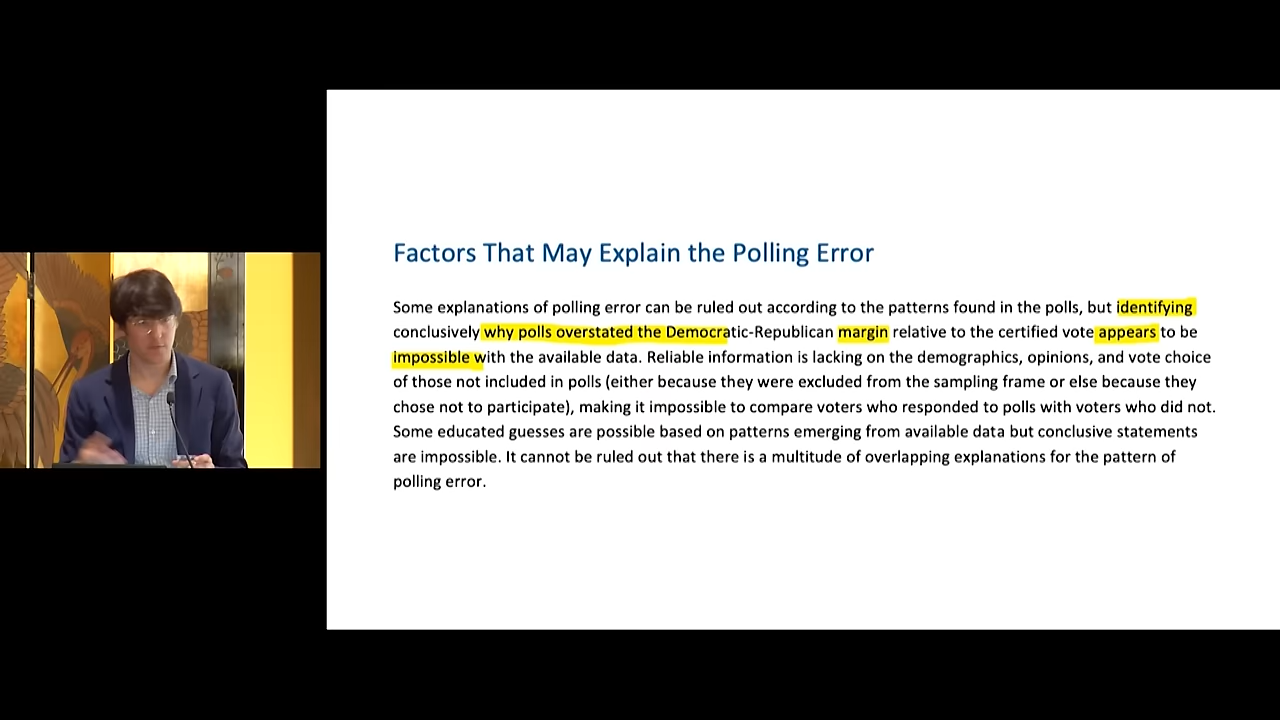 Factors That May Explain the Polling Error
Some explanations of polling error can be ruled out according to the patterns found in the polls, but identifying
conclusively why polls overstated the Democratic-Republican margin relative to the certified vote appears to be
impossible with the available data. Reliable information is lacking on the demographics, opinions, and vote choice
of those not included in polls (either because they were excluded from the sampling frame or else because they
chose not to participate), making it impossible to compare voters who responded to polls with voters who did not.
Some educated guesses are possible based on patterns emerging from available data but conclusive statements
are impossible. It cannot be ruled out that there is a multitude of overlapping explanations for the pattern of
polling error.